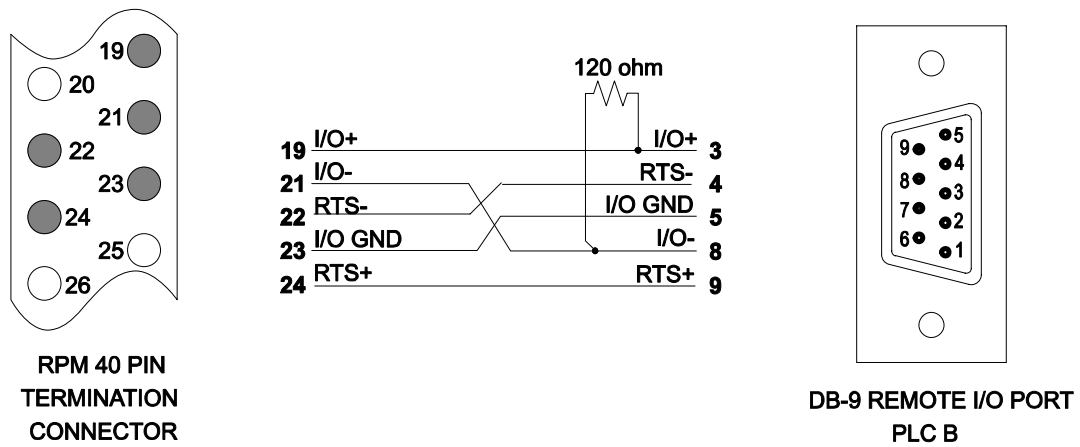 19
20
21
22
23
24
25
26
RPM 40 PIN
TERMINATION
CONNECTOR
120 ohm
19 I/O+ I/O+ 3
21 I/O- RTS- 4
22 RTS- I/O GND 5
23 I/O GND I/O- 8
24 RTS+ RTS+ 9
5
9
4
8
3
7
2
6
1
DB-9 REMOTE I/O PORT
PLC B